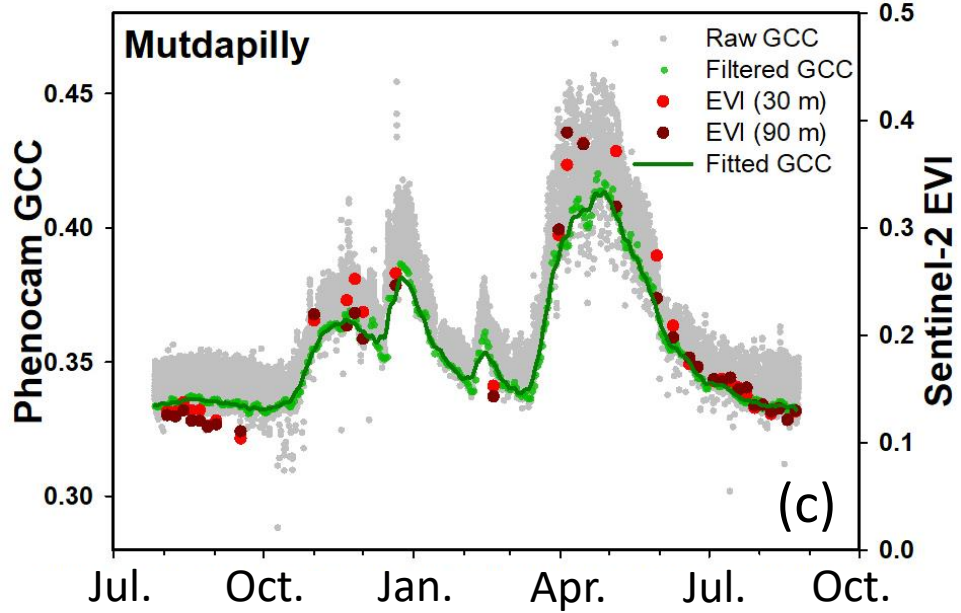 Mutdapilly
Raw GCC
Filtered GCC
EVI (30 m)
EVI (90 m)
Fitted GCC
Phenocam GCC
0.45
0.40
0.35
0.30
Sentinel-2 EVI
0.5
0.4
0.3
0.2
0.1
0.0
(c)
Jul. Oct. Jan. Apr. Jul. Oct.